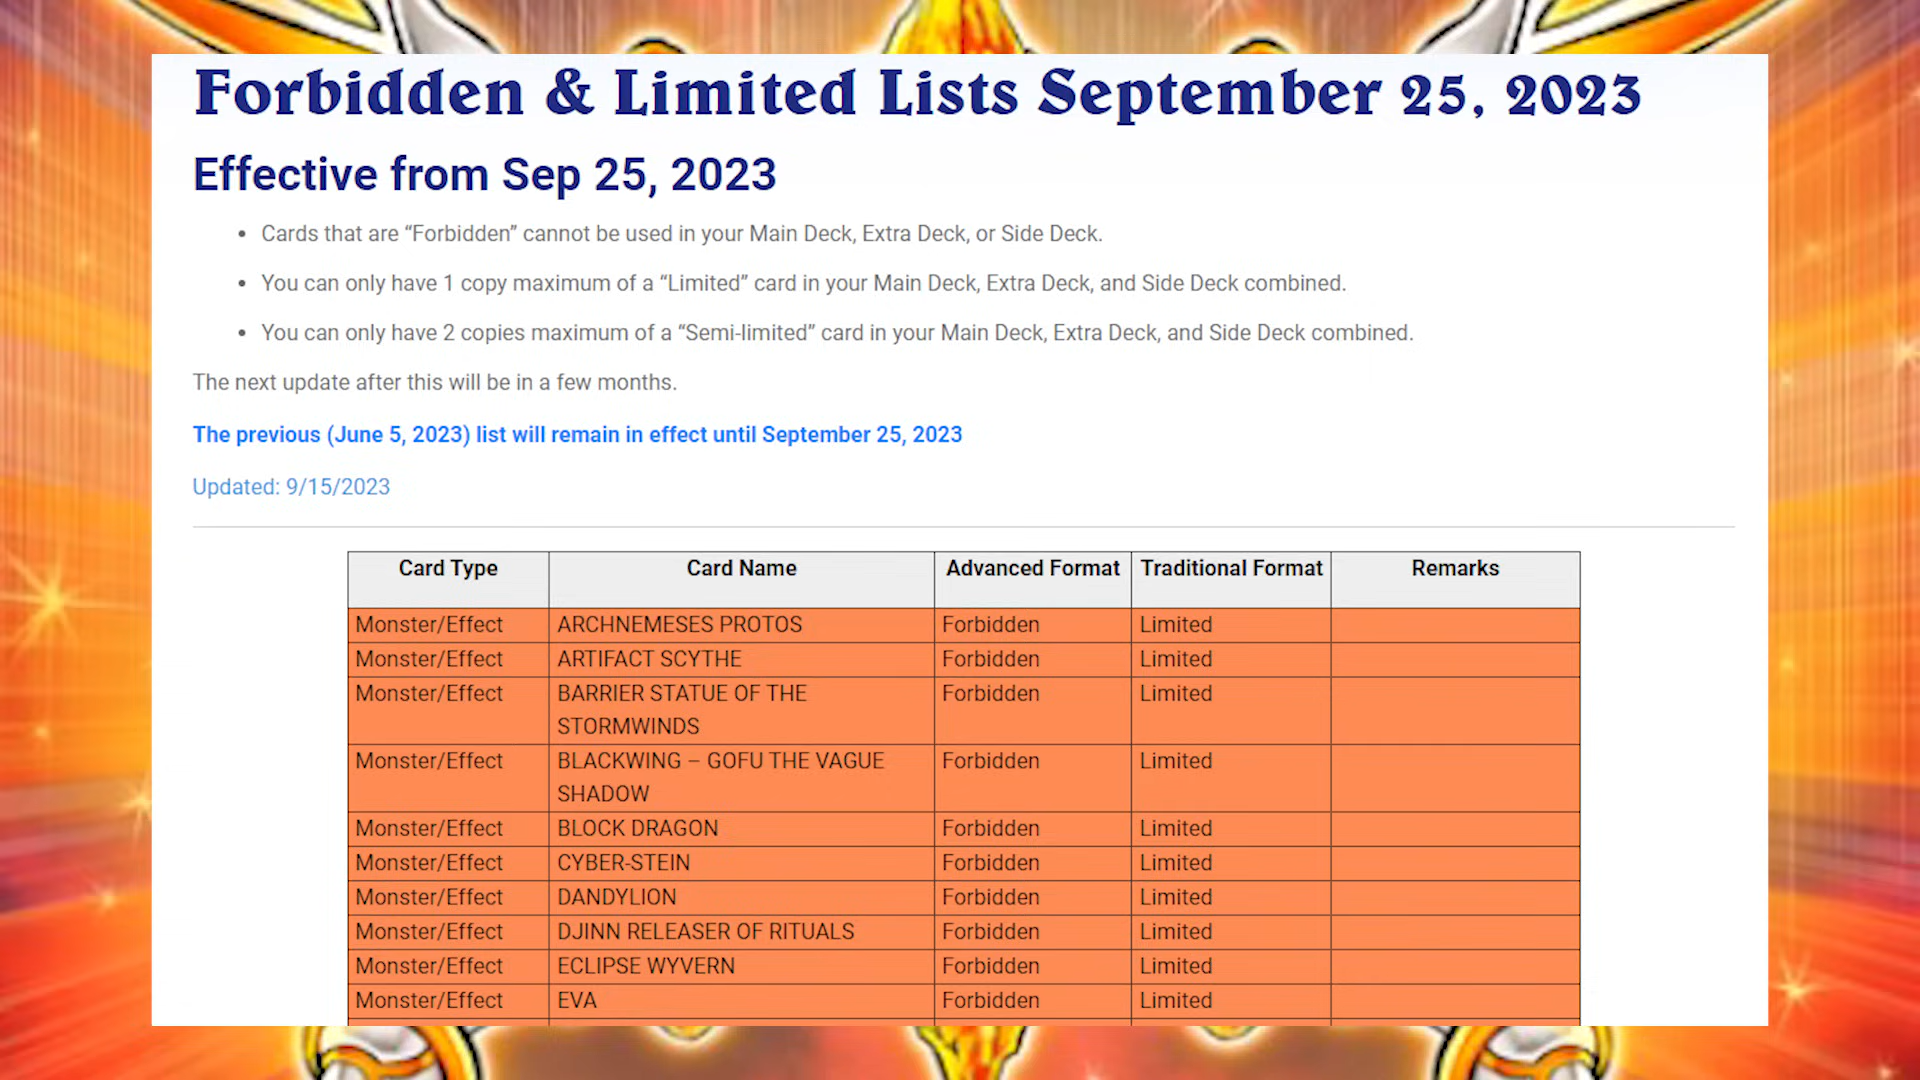 Forbidden & Limited Lists September 25, 2023
Effective from Sep 25, 2023
• Cards that are “Forbidden” cannot be used in your Main Deck, Extra Deck, or Side Deck.
• You can only have 1 copy maximum of a “Limited” card in your Main Deck, Extra Deck, and Side Deck combined.
• You can only have 2 copies maximum of a “Semi-limited” card in your Main Deck, Extra Deck, and Side Deck combined.
The next update after this will be in a few months.
The previous (June 5, 2023) list will remain in effect until September 25, 2023
Updated: 9/15/2023
Card Type Card Name Advanced Format Traditional Format Remarks
Monster/Effect ARCHNEMESES PROTOS Forbidden Limited
Monster/Effect ARTIFACT SCYTHE Forbidden Limited
Monster/Effect BARRIER STATUE OF THE Forbidden Limited
STORMWINDS
Monster/Effect BLACKWING – GOFU THE VAGUE Forbidden Limited
SHADOW
Monster/Effect BLOCK DRAGON Forbidden Limited
Monster/Effect CYBER-STEIN Forbidden Limited
Monster/Effect DANDYLION Forbidden Limited
Monster/Effect DJINN RELEASER OF RITUALS Forbidden Limited
Monster/Effect ECLIPSE WYVERN Forbidden Limited
Monster/Effect EVA Forbidden Limited